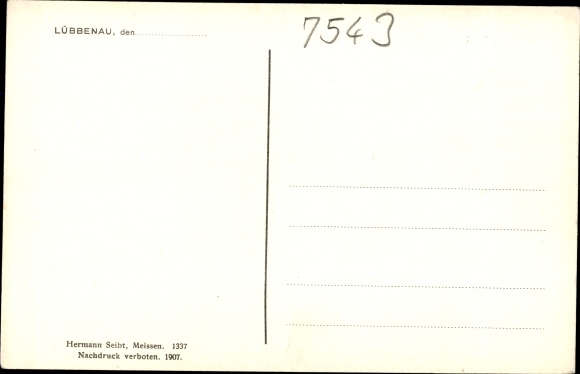 LÜBBENAU, den
7543
Hermann Seibt, Meissen. 1337
Nachdruck verboten. 1907.